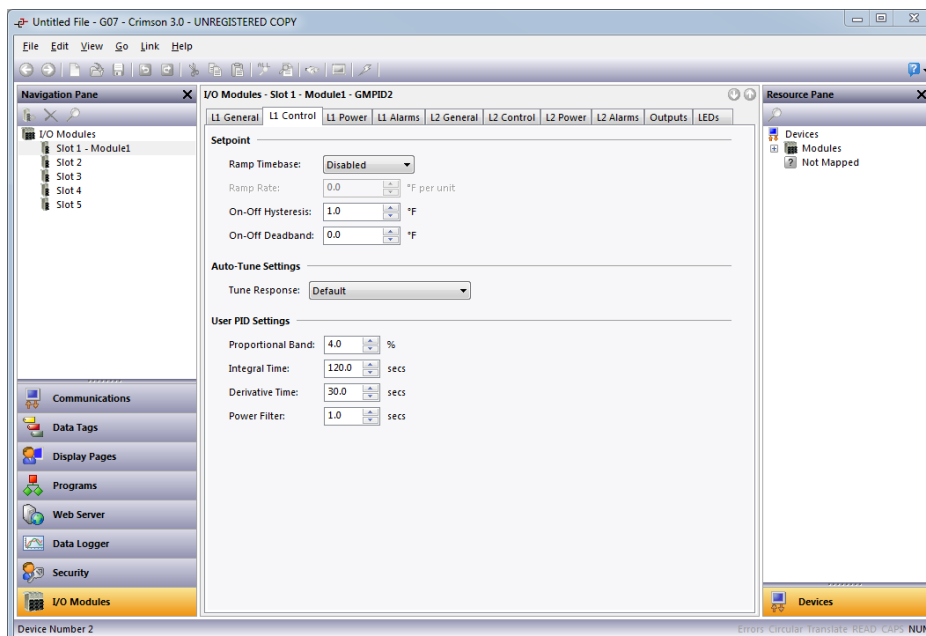 Untitled File - G07 - Crimson 3.0 - UNREGISTERED COPY
File Edit View Go Link Help
Navigation Pane
I/O Modules
Slot 1 - Module1
Slot 2
Slot 3
Slot 4
Slot 5
Communications
Data Tags
Display Pages
Programs
Web Server
Data Logger
Security
I/O Modules
I/O Modules - Slot 1 - Module1 - GMPID2
L1 General L1 Control L1 Power L1 Alarms L2 General L2 Control L2 Power L2 Alarms Outputs LEDs
Setpoint
Ramp Timebase: Disabled
Ramp Rate: 0.0 °F per unit
On-Off Hysteresis: 1.0 °F
On-Off Deadband: 0.0 °F
Auto-Tune Settings
Tune Response: Default
User PID Settings
Proportional Band: 4.0 %
Integral Time: 120.0 secs
Derivative Time: 30.0 secs
Power Filter: 1.0 secs
Resource Pane
Devices
Modules
Not Mapped
Devices
Device Number 2
Errors Circular Translate READ CAPS NUM